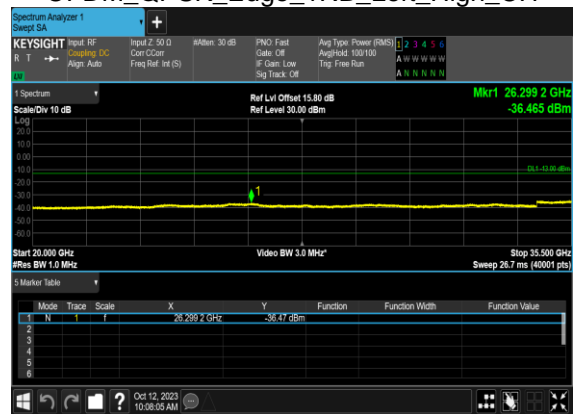 Spectrum Analyzer 1
Swept SA
KEYSIGHT Input: RF
R T Coupling: DC
Align: Auto
LW
Input Z: 50 Ω
Corr CCorr
Freq Ref: Int (S)
#Atten: 30 dB
PNO: Fast
Gate: Off
IF Gain: Low
Sig Track: Off
Avg Type: Power (RMS)
Avg|Hold: 100/100
Trig: Free Run
1 2 3 4 5 6
A W W W W W
A N N N N N
1 Spectrum
Scale/Div 10 dB
Ref Lvl Offset 15.80 dB
Ref Level 30.00 dBm
Mkr1 26.299 2 GHz
-36.465 dBm
Log
20.0
10.0
0.00
-10.0
DL1 -13.00 dBm
-20.0
-30.0
-40.0
-50.0
-60.0
1
Start 20.000 GHz
#Res BW 1.0 MHz
Video BW 3.0 MHz*
Stop 35.500 GHz
Sweep 26.7 ms (40001 pts)
5 Marker Table
Mode Trace Scale X Y Function Function Width Function Value
1 N 1 f 26.299 2 GHz -36.47 dBm
2
3
4
5
6
Oct 12, 2023
10:08:05 AM